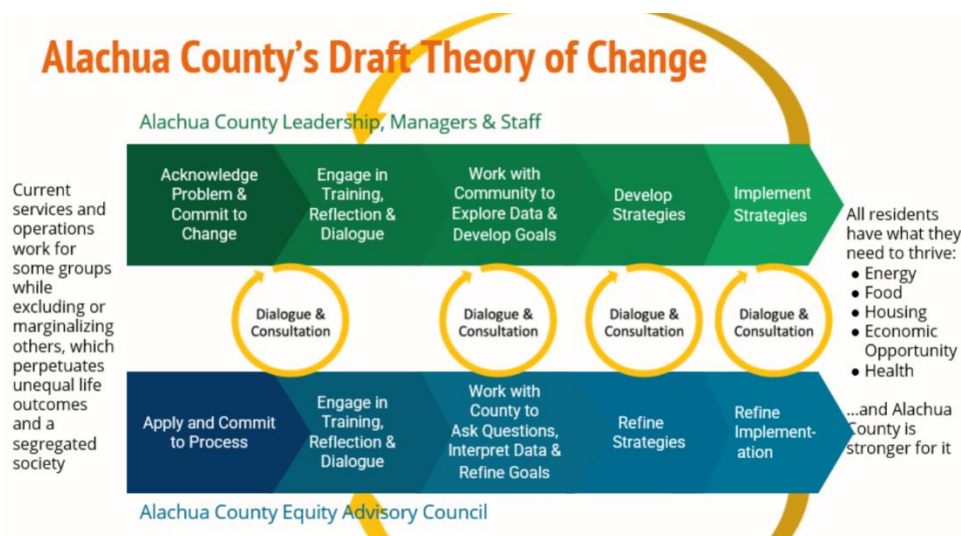 Alachua County's Draft Theory of Change
Alachua County Leadership, Managers & Staff
Current
services and
operations
work for
some groups
while
excluding or
marginalizing
others, which
perpetuates
unequal life
outcomes
and a
segregated
society
Acknowledge
Problem &
Commit to
Change
Engage in
Training,
Reflection &
Dialogue
Work with
Community to
Explore Data &
Develop Goals
Develop
Strategies
Implement
Strategies
Dialogue &
Consultation
Dialogue &
Consultation
Dialogue &
Consultation
Dialogue &
Consultation
Apply and Commit
to Process
Engage in
Training,
Reflection &
Dialogue
Work with
County to
Ask Questions,
Interpret Data &
Refine Goals
Refine
Strategies
Refine
Implement-
ation
All residents
have what they
need to thrive:
● Energy
● Food
● Housing
● Economic
Opportunity
● Health
...and Alachua
County is
stronger for it
Alachua County Equity Advisory Council